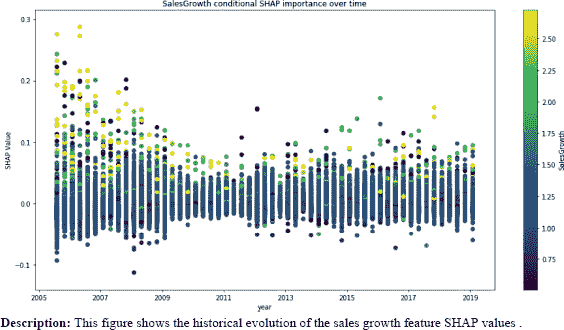 SalesGrowth conditional SHAP importance over time
0.3
0.2
0.1
0.0
−0.1
SHAP Value
2005 2007 2009 2011 2013 2015 2017 2019
year
2.50
2.25
2.00
1.75
1.50
1.25
1.00
0.75
SalesGrowth
Description: This figure shows the historical evolution of the sales growth feature SHAP values .